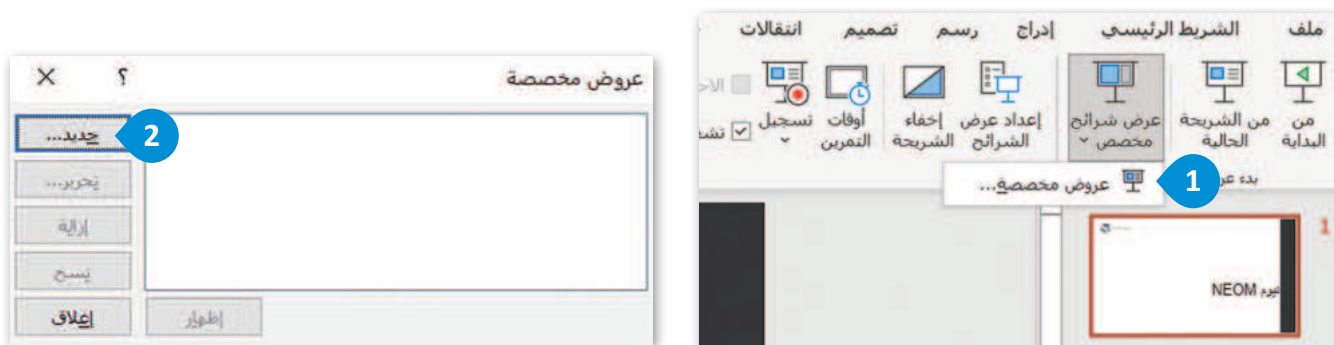 ملف الشريط الرئيسي إدراج رسم تصميم انتقالات
من البداية
من الشريحة الحالية
عرض شرائح مخصص
إعداد عرض الشرائح
إخفاء الشريحة
أوقات التمرين
تسجيل
عروض مخصصة...
1
بدء
1
NEOM
عروض مخصصة
؟
جديد...
2
تحرير...
إزالة
نسخ
إغلاق
إظهار